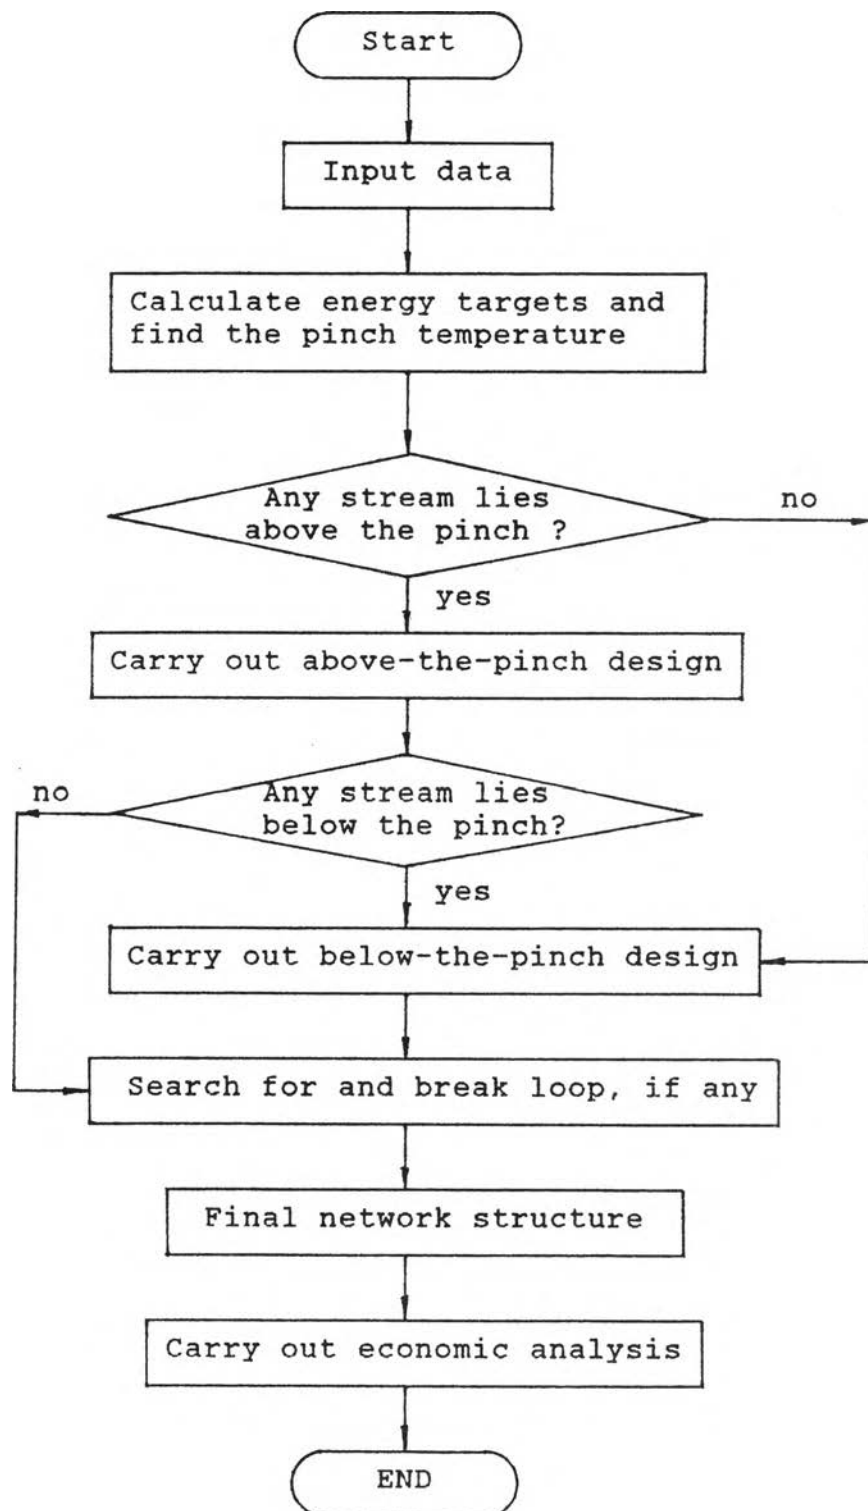 Start
Input data
Calculate energy targets and
find the pinch temperature
Any stream lies
above the pinch ?
no
yes
Carry out above-the-pinch design
no
Any stream lies
below the pinch?
yes
Carry out below-the-pinch design
Search for and break loop, if any
Final network structure
Carry out economic analysis
END